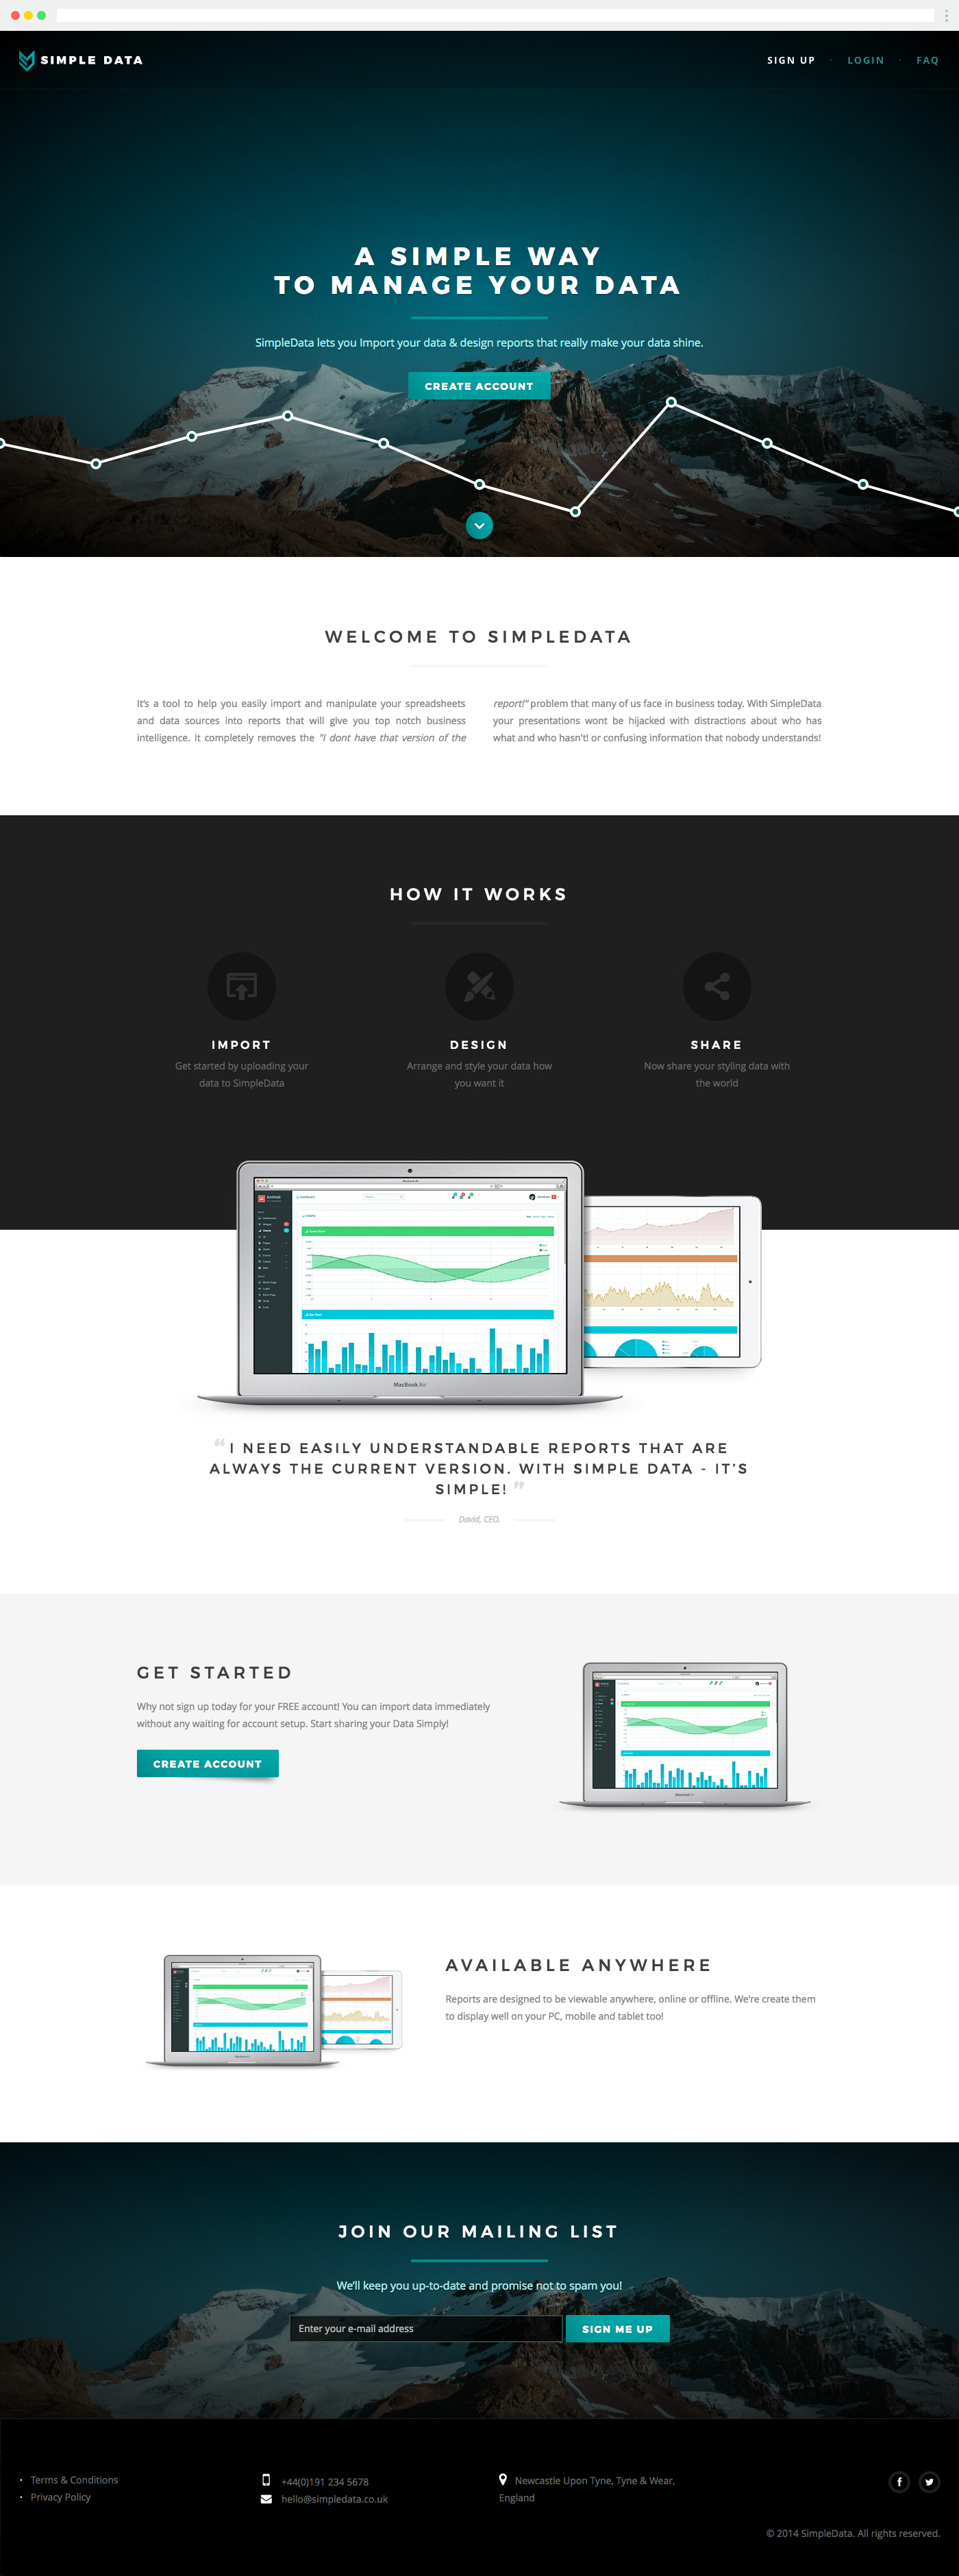 SIMPLE DATA
SIGN UP · LOGIN · FAQ
A SIMPLE WAY
TO MANAGE YOUR DATA
SimpleData lets you Import your data & design reports that really make your data shine.
CREATE ACCOUNT
WELCOME TO SIMPLEDATA
It's a tool to help you easily import and manipulate your spreadsheets
and data sources into reports that will give you top notch business
intelligence. It completely removes the "I dont have that version of the
report!" problem that many of us face in business today. With SimpleData
your presentations wont be hijacked with distractions about who has
what and who hasn't! or confusing information that nobody understands!
HOW IT WORKS
IMPORT
Get started by uploading your
data to SimpleData
DESIGN
Arrange and style your data how
you want it
SHARE
Now share your styling data with
the world
MacBook Air
“ I NEED EASILY UNDERSTANDABLE REPORTS THAT ARE
ALWAYS THE CURRENT VERSION. WITH SIMPLE DATA - IT'S
SIMPLE! ”
David, CEO.
GET STARTED
Why not sign up today for your FREE account! You can import data immediately
without any waiting for account setup. Start sharing your Data Simply!
CREATE ACCOUNT
AVAILABLE ANYWHERE
Reports are designed to be viewable anywhere, online or offline. We're create them
to display well on your PC, mobile and tablet too!
JOIN OUR MAILING LIST
We'll keep you up-to-date and promise not to spam you!
Enter your e-mail address
SIGN ME UP
• Terms & Conditions
• Privacy Policy
+44(0)191 234 5678
hello@simpledata.co.uk
Newcastle Upon Tyne, Tyne & Wear,
England
© 2014 SimpleData. All rights reserved.